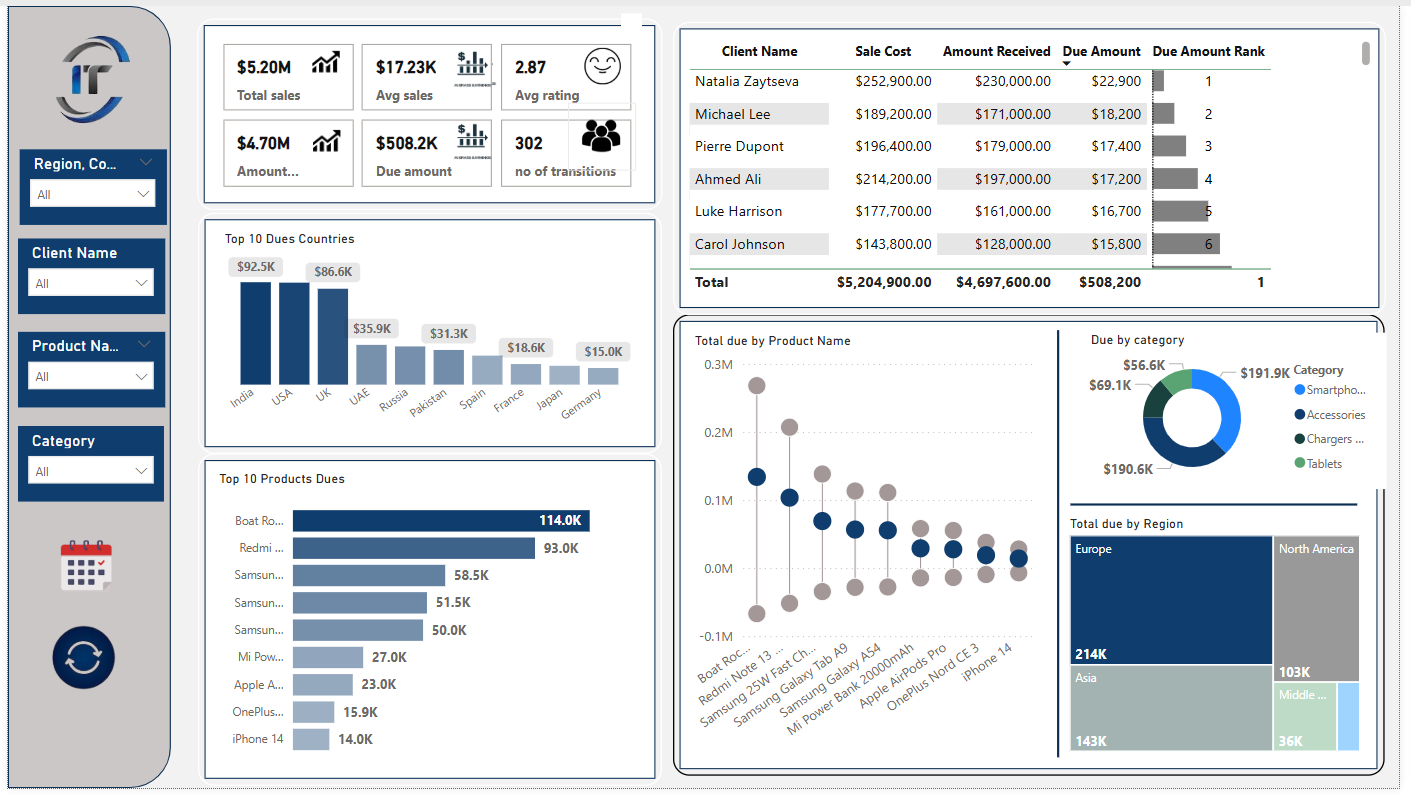 IT
Region, Co...
All
Client Name
All
Product Na...
All
Category
All
$5.20M
Total sales
$17.23K
Avg sales
2.87
Avg rating
$4.70M
Amount...
$508.2K
Due amount
302
no of transitions
Top 10 Dues Countries
$92.5K
$86.6K
$35.9K
$31.3K
$18.6K
$15.0K
India
USA
UK
UAE
Russia
Pakistan
Spain
France
Japan
Germany
Top 10 Products Dues
Boat Ro... 114.0K
Redmi ... 93.0K
Samsun... 58.5K
Samsun... 51.5K
Samsun... 50.0K
Mi Pow... 27.0K
Apple A... 23.0K
OnePlus... 15.9K
iPhone 14 14.0K
Client Name Sale Cost Amount Received Due Amount Due Amount Rank
Natalia Zaytseva $252,900.00 $230,000.00 $22,900 1
Michael Lee $189,200.00 $171,000.00 $18,200 2
Pierre Dupont $196,400.00 $179,000.00 $17,400 3
Ahmed Ali $214,200.00 $197,000.00 $17,200 4
Luke Harrison $177,700.00 $161,000.00 $16,700 5
Carol Johnson $143,800.00 $128,000.00 $15,800 6
Total $5,204,900.00 $4,697,600.00 $508,200 1
Total due by Product Name
0.3M
0.2M
0.1M
0.0M
-0.1M
Boat Roc...
Redmi Note 13 ...
Samsung 25W Fast Ch...
Samsung Galaxy Tab A9
Samsung Galaxy A54
Mi Power Bank 20000mAh
Apple AirPods Pro
OnePlus Nord CE 3
iPhone 14
Due by category
$56.6K
$69.1K
$191.9K
$190.6K
Category
Smartpho...
Accessories
Chargers ...
Tablets
Total due by Region
Europe
214K
North America
103K
Asia
143K
Middle ...
36K